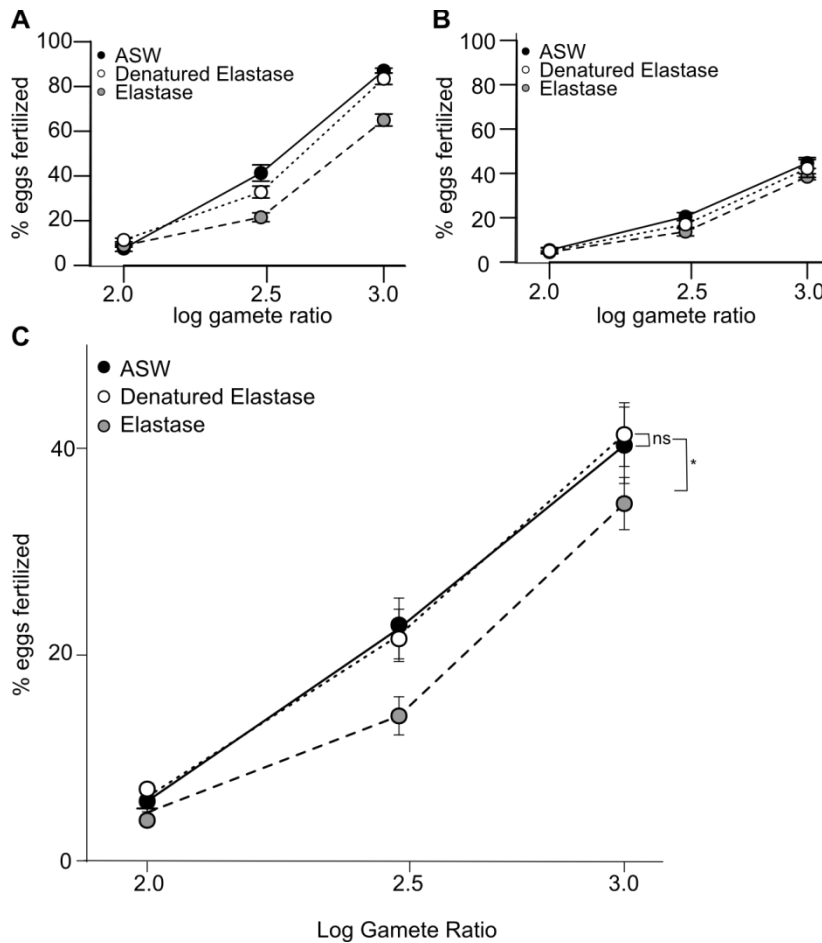 A
% eggs fertilized
100
80
60
40
20
0
ASW
Denatured Elastase
Elastase
2.0 2.5 3.0
log gamete ratio
B
% eggs fertilized
100
80
60
40
20
0
ASW
Denatured Elastase
Elastase
2.0 2.5 3.0
log gamete ratio
C
% eggs fertilized
ASW
Denatured Elastase
Elastase
40
20
0
ns
*
2.0 2.5 3.0
Log Gamete Ratio